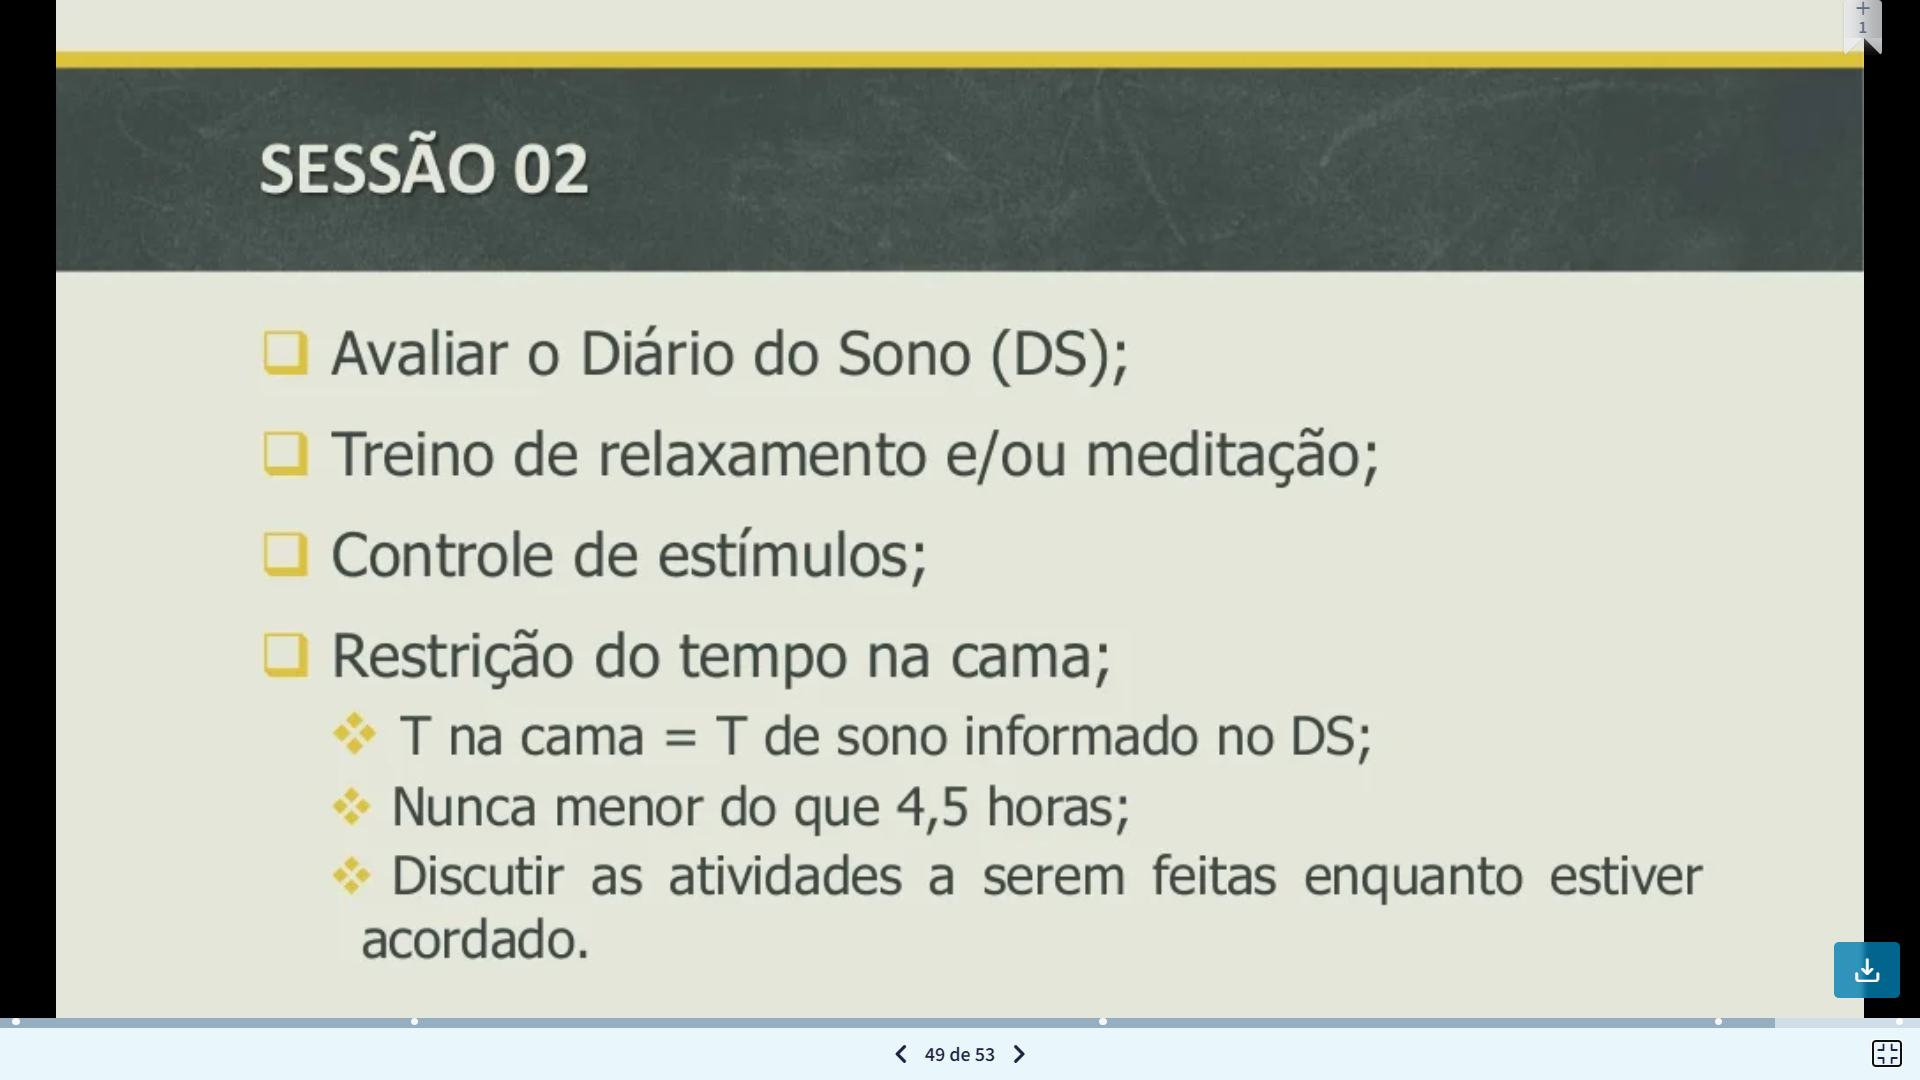 +
1
SESSÃO 02
Avaliar o Diário do Sono (DS);
Treino de relaxamento e/ou meditação;
Controle de estímulos;
Restrição do tempo na cama;
T na cama = T de sono informado no DS;
Nunca menor do que 4,5 horas;
Discutir as atividades a serem feitas enquanto estiver
acordado.
49 de 53